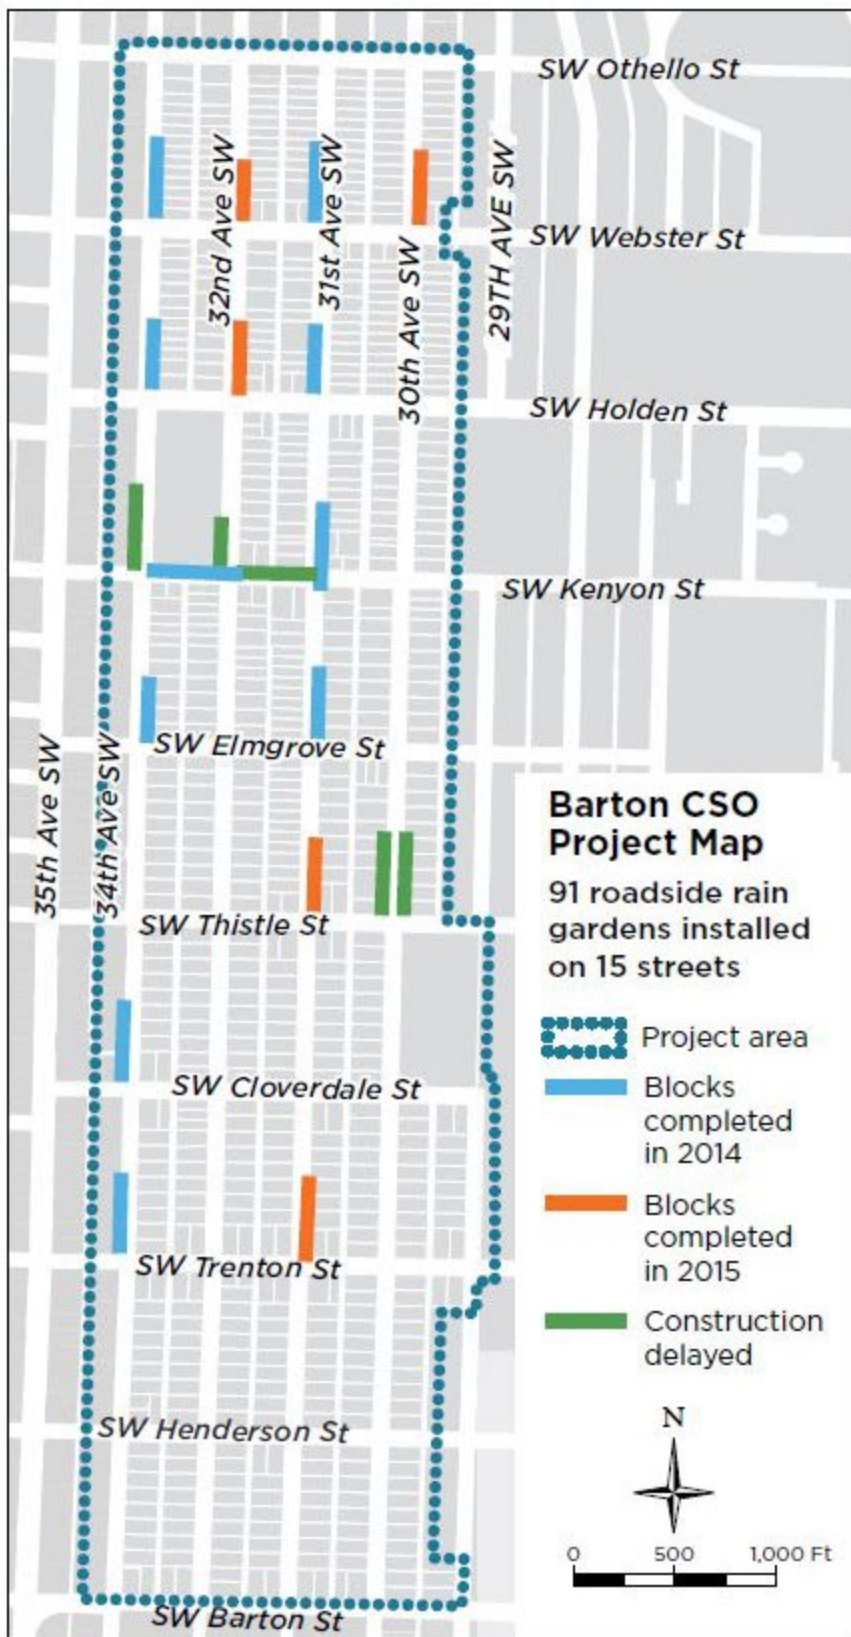 SW Othello St
32nd Ave SW
31st Ave SW
29TH AVE SW
SW Webster St
30th Ave SW
SW Holden St
SW Kenyon St
SW Elmgrove St
35th Ave SW
34th Ave SW
SW Thistle St
SW Cloverdale St
SW Trenton St
SW Henderson St
SW Barton St
Barton CSO
Project Map
91 roadside rain
gardens installed
on 15 streets
Project area
Blocks
completed
in 2014
Blocks
completed
in 2015
Construction
delayed
N
0 500 1,000 Ft